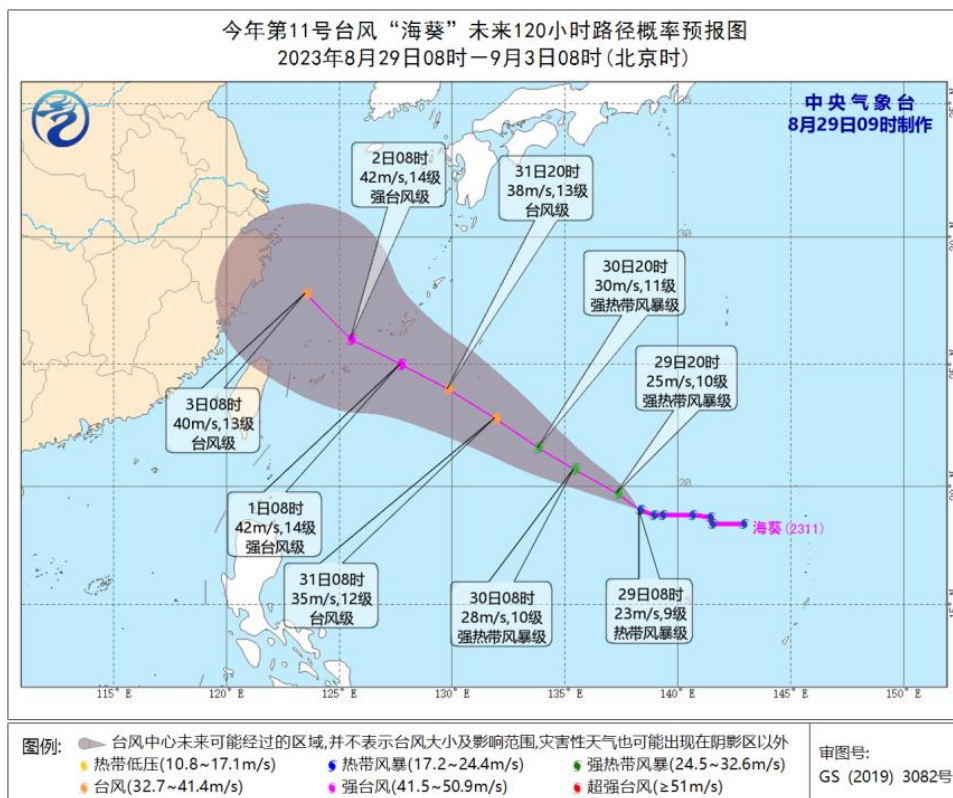 今年第11号台风“海葵”未来120小时路径概率预报图
2023年8月29日08时－9月3日08时(北京时)
中央气象台
8月29日09时制作
2日08时
42m/s,14级
强台风级
31日20时
38m/s,13级
台风级
30日20时
30m/s,11级
强热带风暴级
29日20时
25m/s,10级
强热带风暴级
3日08时
40m/s,13级
台风级
1日08时
42m/s,14级
强台风级
31日08时
35m/s,12级
台风级
30日08时
28m/s,10级
强热带风暴级
29日08时
23m/s,9级
热带风暴级
海葵(2311)
30
20
115° E
120° E
125° E
130° E
135° E
140° E
145° E
150° E
图例:
台风中心未来可能经过的区域,并不表示台风大小及影响范围,灾害性天气也可能出现在阴影区以外
热带低压(10.8~17.1m/s)
热带风暴(17.2~24.4m/s)
强热带风暴(24.5~32.6m/s)
台风(32.7~41.4m/s)
强台风(41.5~50.9m/s)
超强台风(≥51m/s)
审图号:
GS (2019) 3082号